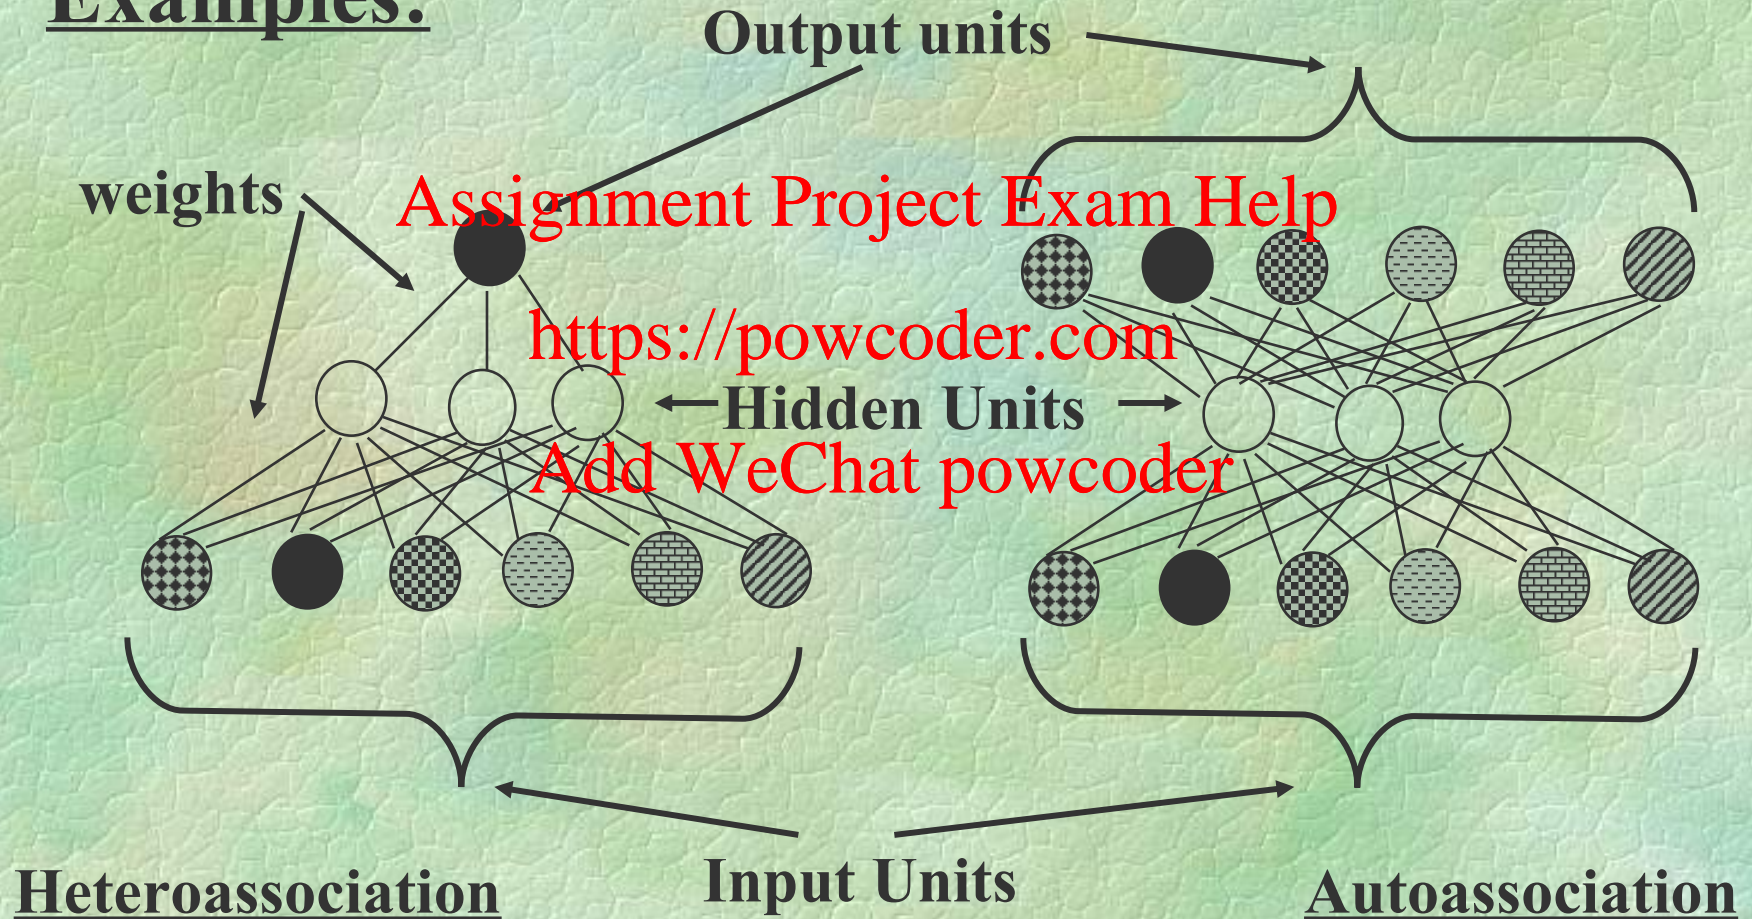 Examples:
Output units
weights
Assignment Project Exam Help
https://powcoder.com
Hidden Units
Add WeChat powcoder
Input Units
Heteroassociation
Autoassociation